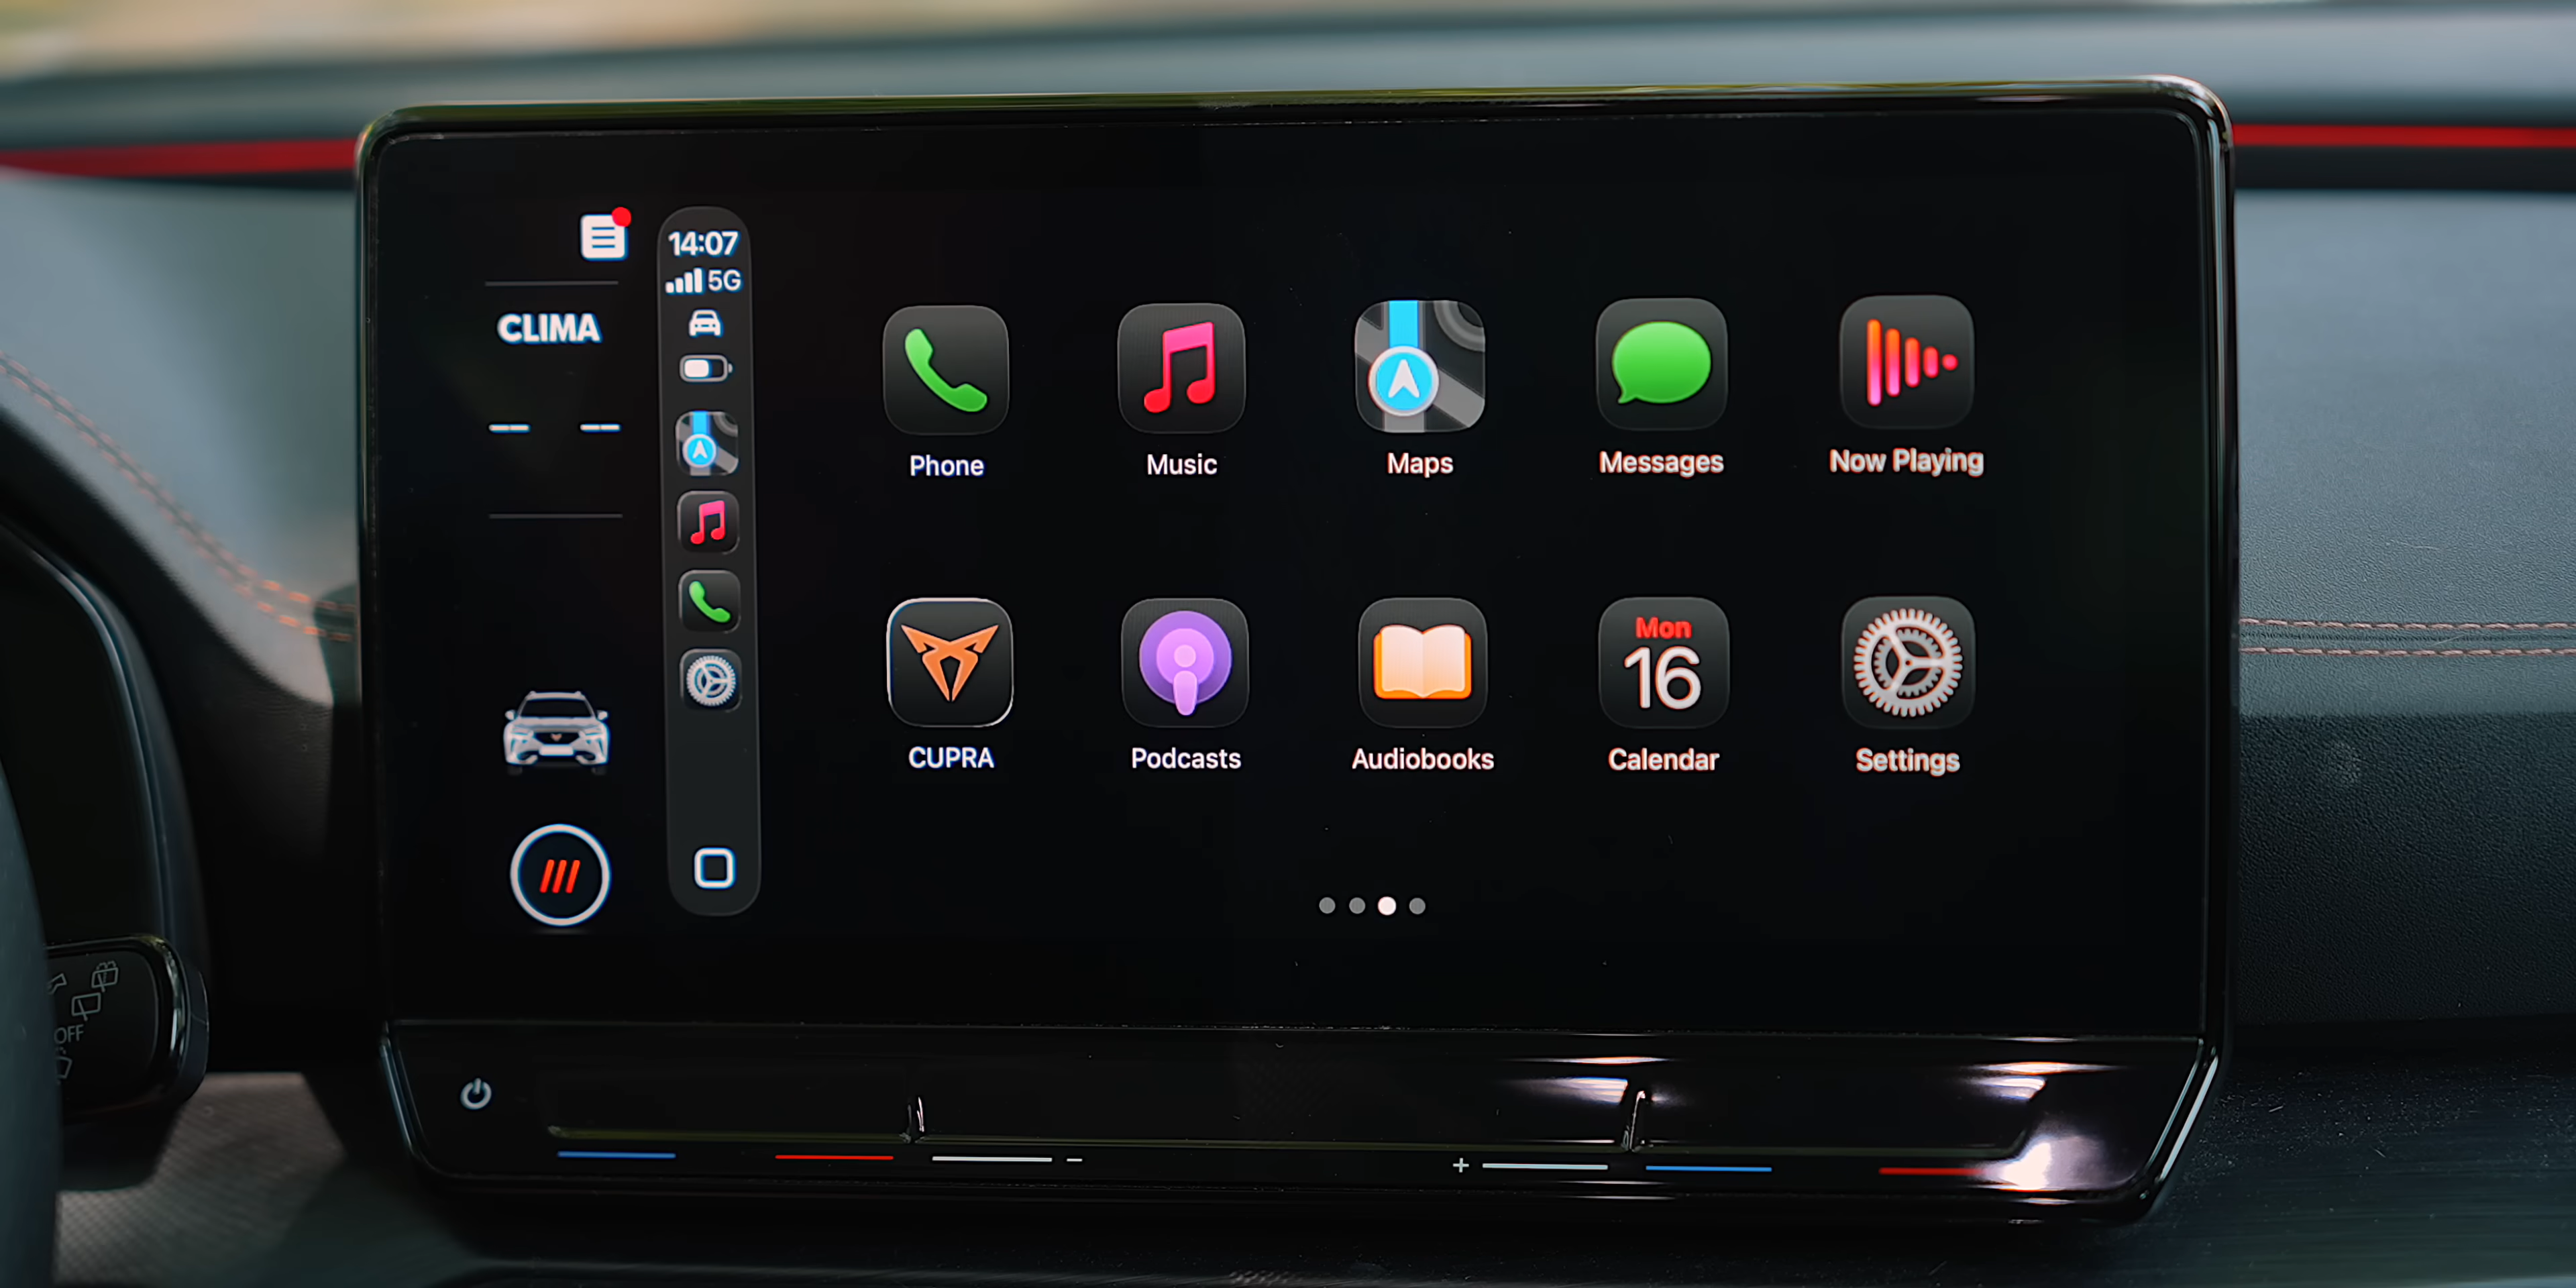 14:07
5G
CLIMA
-- --
Phone
Music
Maps
Messages
Now Playing
CUPRA
Podcasts
Audiobooks
Mon
16
Calendar
Settings
OFF
− +